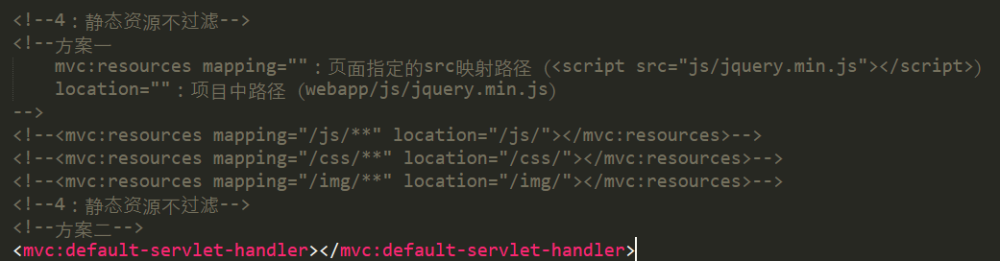 <!--4：静态资源不过滤-->
<!--方案一
    mvc:resources mapping=""：页面指定的src映射路径（<script src="js/jquery.min.js"></script>）
    location=""：项目中路径（webapp/js/jquery.min.js）
-->
<!--<mvc:resources mapping="/js/**" location="/js/"></mvc:resources>-->
<!--<mvc:resources mapping="/css/**" location="/css/"></mvc:resources>-->
<!--<mvc:resources mapping="/img/**" location="/img/"></mvc:resources>-->
<!--4：静态资源不过滤-->
<!--方案二-->
<mvc:default-servlet-handler></mvc:default-servlet-handler>